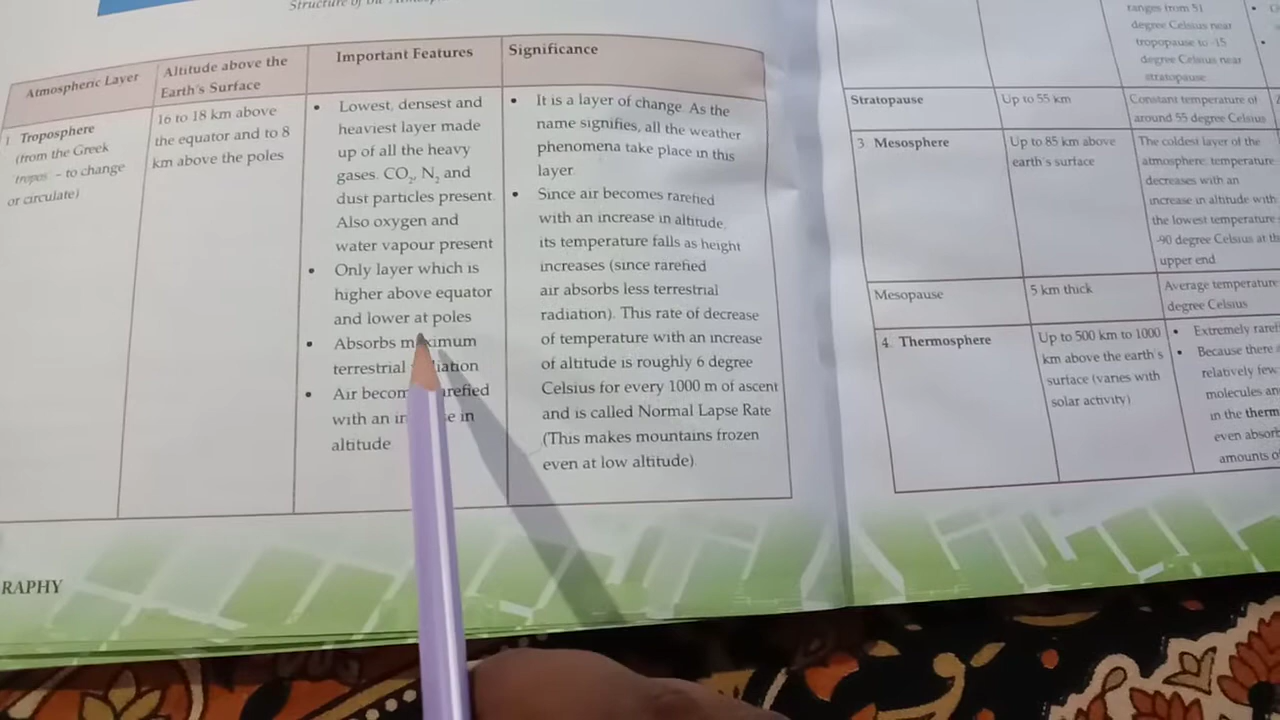 Structure of the
Atmospheric Layer
Altitude above the
Earth's Surface
Important Features
Significance
1 Troposphere
(from the Greek
tropes - to change
or circulate)
16 to 18 km above
the equator and to 8
km above the poles
• Lowest, densest and
heaviest layer made
up of all the heavy
gases. CO₂, N₂ and
dust particles present
Also oxygen and
water vapour present
• Only layer which is
higher above equator
and lower at poles
• Absorbs maximum
terrestrial
• Air rarefied
with an in
altitude
• It is a layer of change. As the
name signifies, all the weather
phenomena take place in this
layer
• Since air becomes rarefied
with an increase in altitude,
its temperature falls as height
increases (since rarefied
air absorbs less terrestrial
radiation). This rate of decrease
of temperature with an increase
of altitude is roughly 6 degree
Celsius for every 1000 m of ascent
and is called Normal Lapse Rate
(This makes mountains frozen
even at low altitude)
RAPHY
ranges from 51
degree Celsius near
tropopause to -15
degree Celsius near
stratopause
Stratopause
Up to 55 km
Constant temperature of
around 55 degree Celsius
3 Mesosphere
Up to 85 km above
earth's surface
The coldest layer of the
atmosphere: temperature
decreases with an
increase in altitude with
the lowest temperature
-90 degree Celsius at
upper end
Mesopause
5 km thick
Average temperature
degree Celsius
4. Thermosphere
Up to 500 km to 1000
km above the earth's
surface (varies with
solar activity)
• Extremely
• Because there
relatively few
molecules
in the
even
amounts